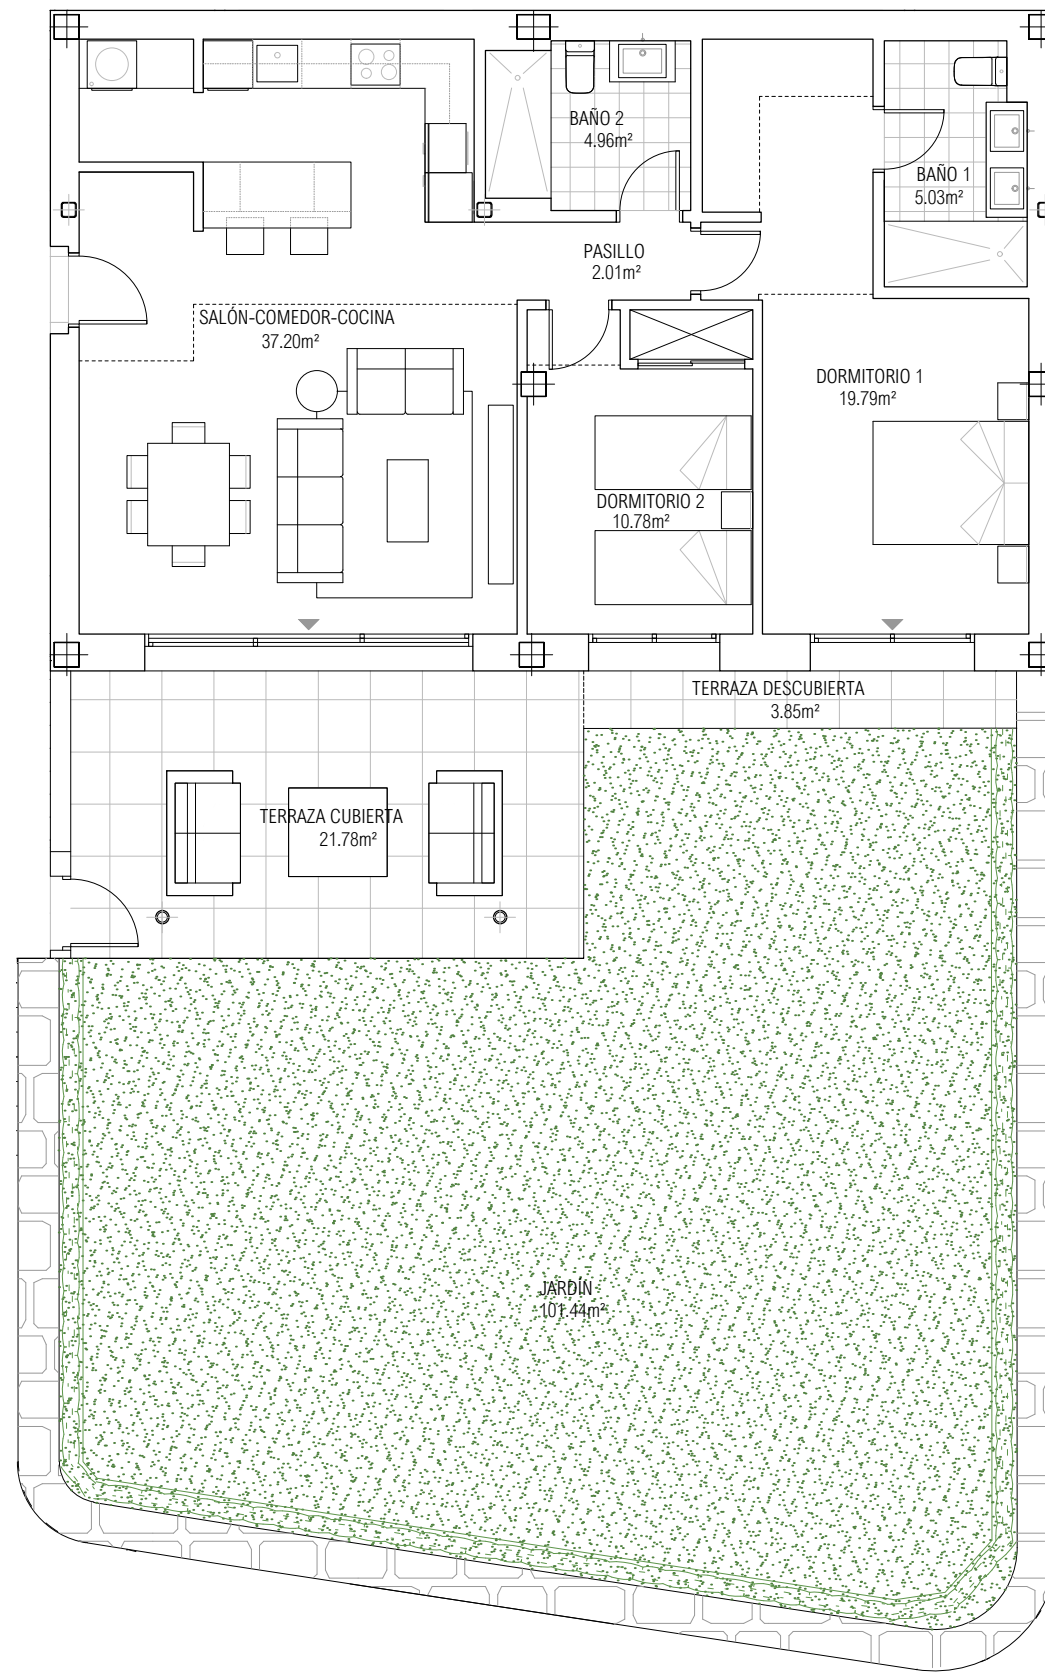 BAÑO 2
4.96m²
BAÑO 1
5.03m²
PASILLO
2.01m²
SALÓN-COMEDOR-COCINA
37.20m²
DORMITORIO 1
19.79m²
DORMITORIO 2
10.78m²
TERRAZA DESCUBIERTA
3.85m²
TERRAZA CUBIERTA
21.78m²
JARDÍN
101.44m²